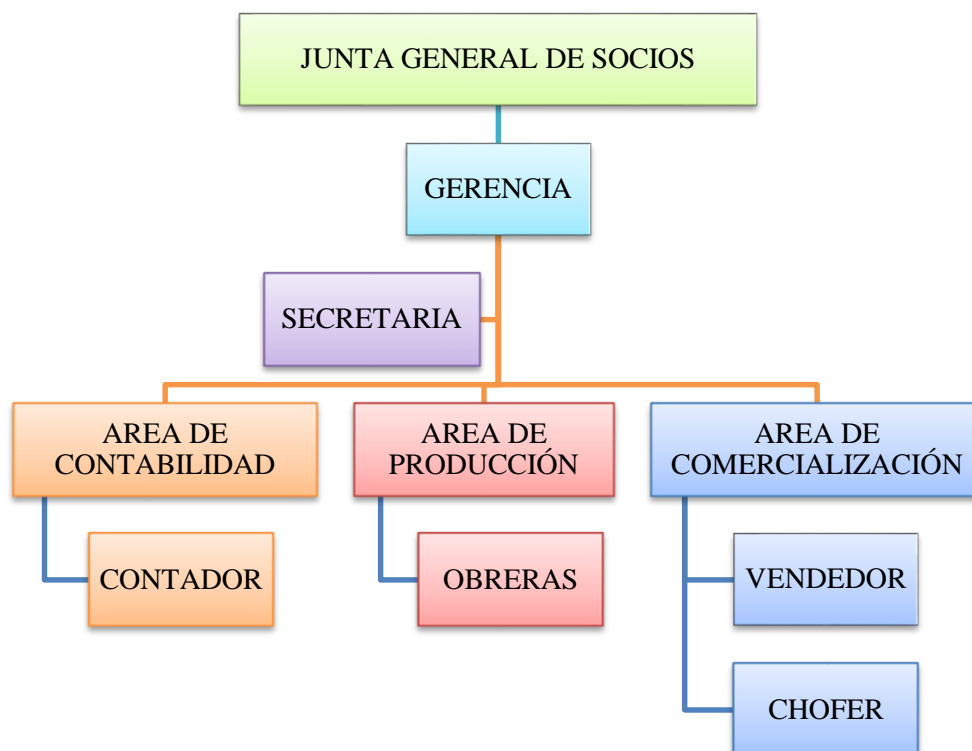 JUNTA GENERAL DE SOCIOS
GERENCIA
SECRETARIA
AREA DE
CONTABILIDAD
AREA DE
PRODUCCIÓN
AREA DE
COMERCIALIZACIÓN
CONTADOR
OBRERAS
VENDEDOR
CHOFER